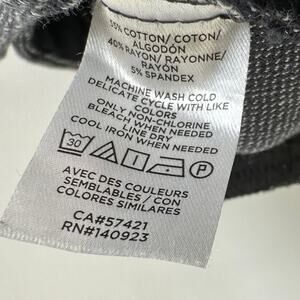 55% COTTON/ COTON/
ALGODÓN
40% RAYON/ RAYONNE/
RAYÓN
5% SPANDEX
MACHINE WASH COLD
DELICATE CYCLE WITH LIKE
COLORS
ONLY NON-CHLORINE
BLEACH WHEN NEEDED
DRY
COOL IRON WHEN NEEDED
30
P
AVEC DES COULEURS
SEMBLABLES / CON
COLORES SIMILARES
CA#57421
RN#140923